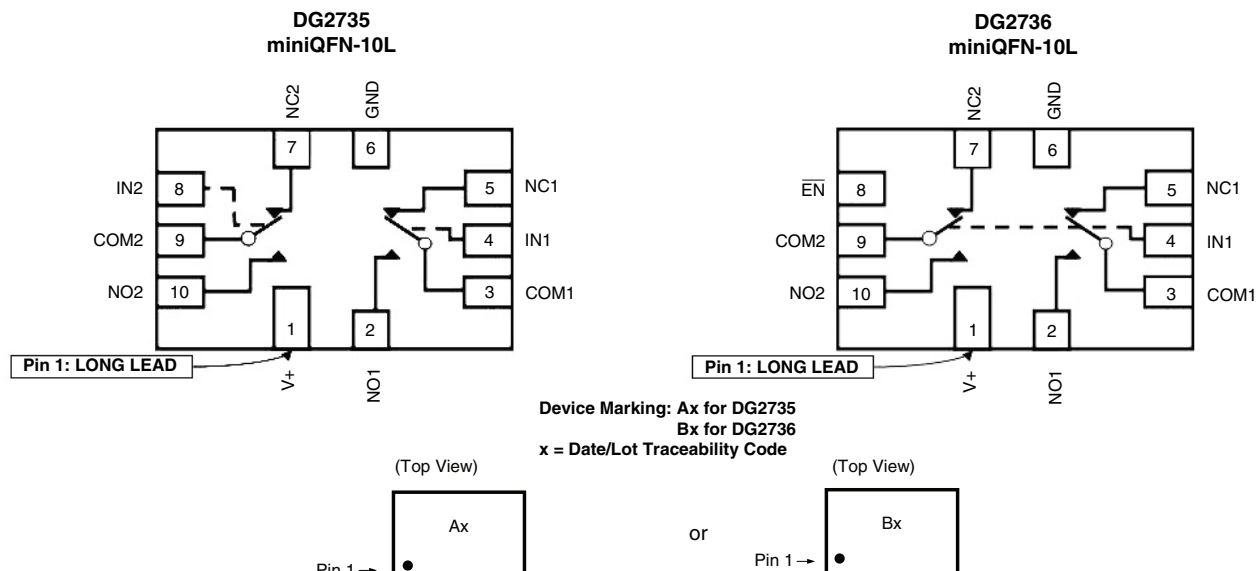 DG2735
miniQFN-10L
NC2
GND
7
6
IN2
8
5
NC1
COM2
9
4
IN1
NO2
10
3
COM1
1
2
Pin 1: LONG LEAD
V+
NO1
DG2736
miniQFN-10L
NC2
GND
7
6
EN
8
5
NC1
COM2
9
4
IN1
NO2
10
3
COM1
1
2
Pin 1: LONG LEAD
V+
NO1
Device Marking: Ax for DG2735
Bx for DG2736
x = Date/Lot Traceability Code
(Top View)
Ax
Pin 1
or
(Top View)
Bx
Pin 1